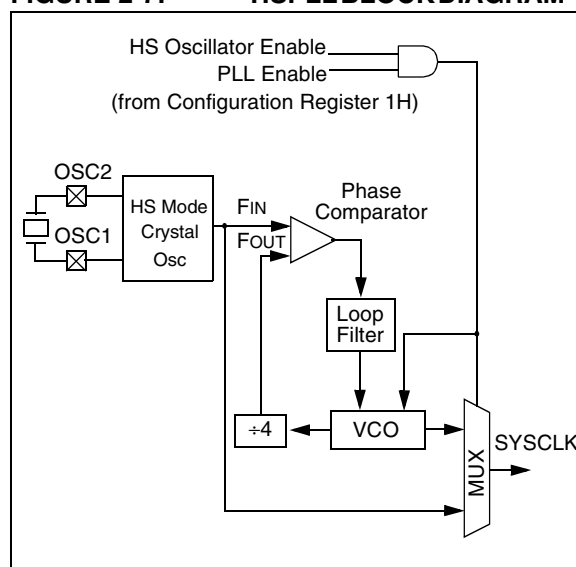 HS Oscillator Enable
PLL Enable
(from Configuration Register 1H)
OSC2
OSC1
HS Mode
Crystal
Osc
FIN
FOUT
Phase
Comparator
Loop
Filter
÷4
VCO
MUX
SYSCLK